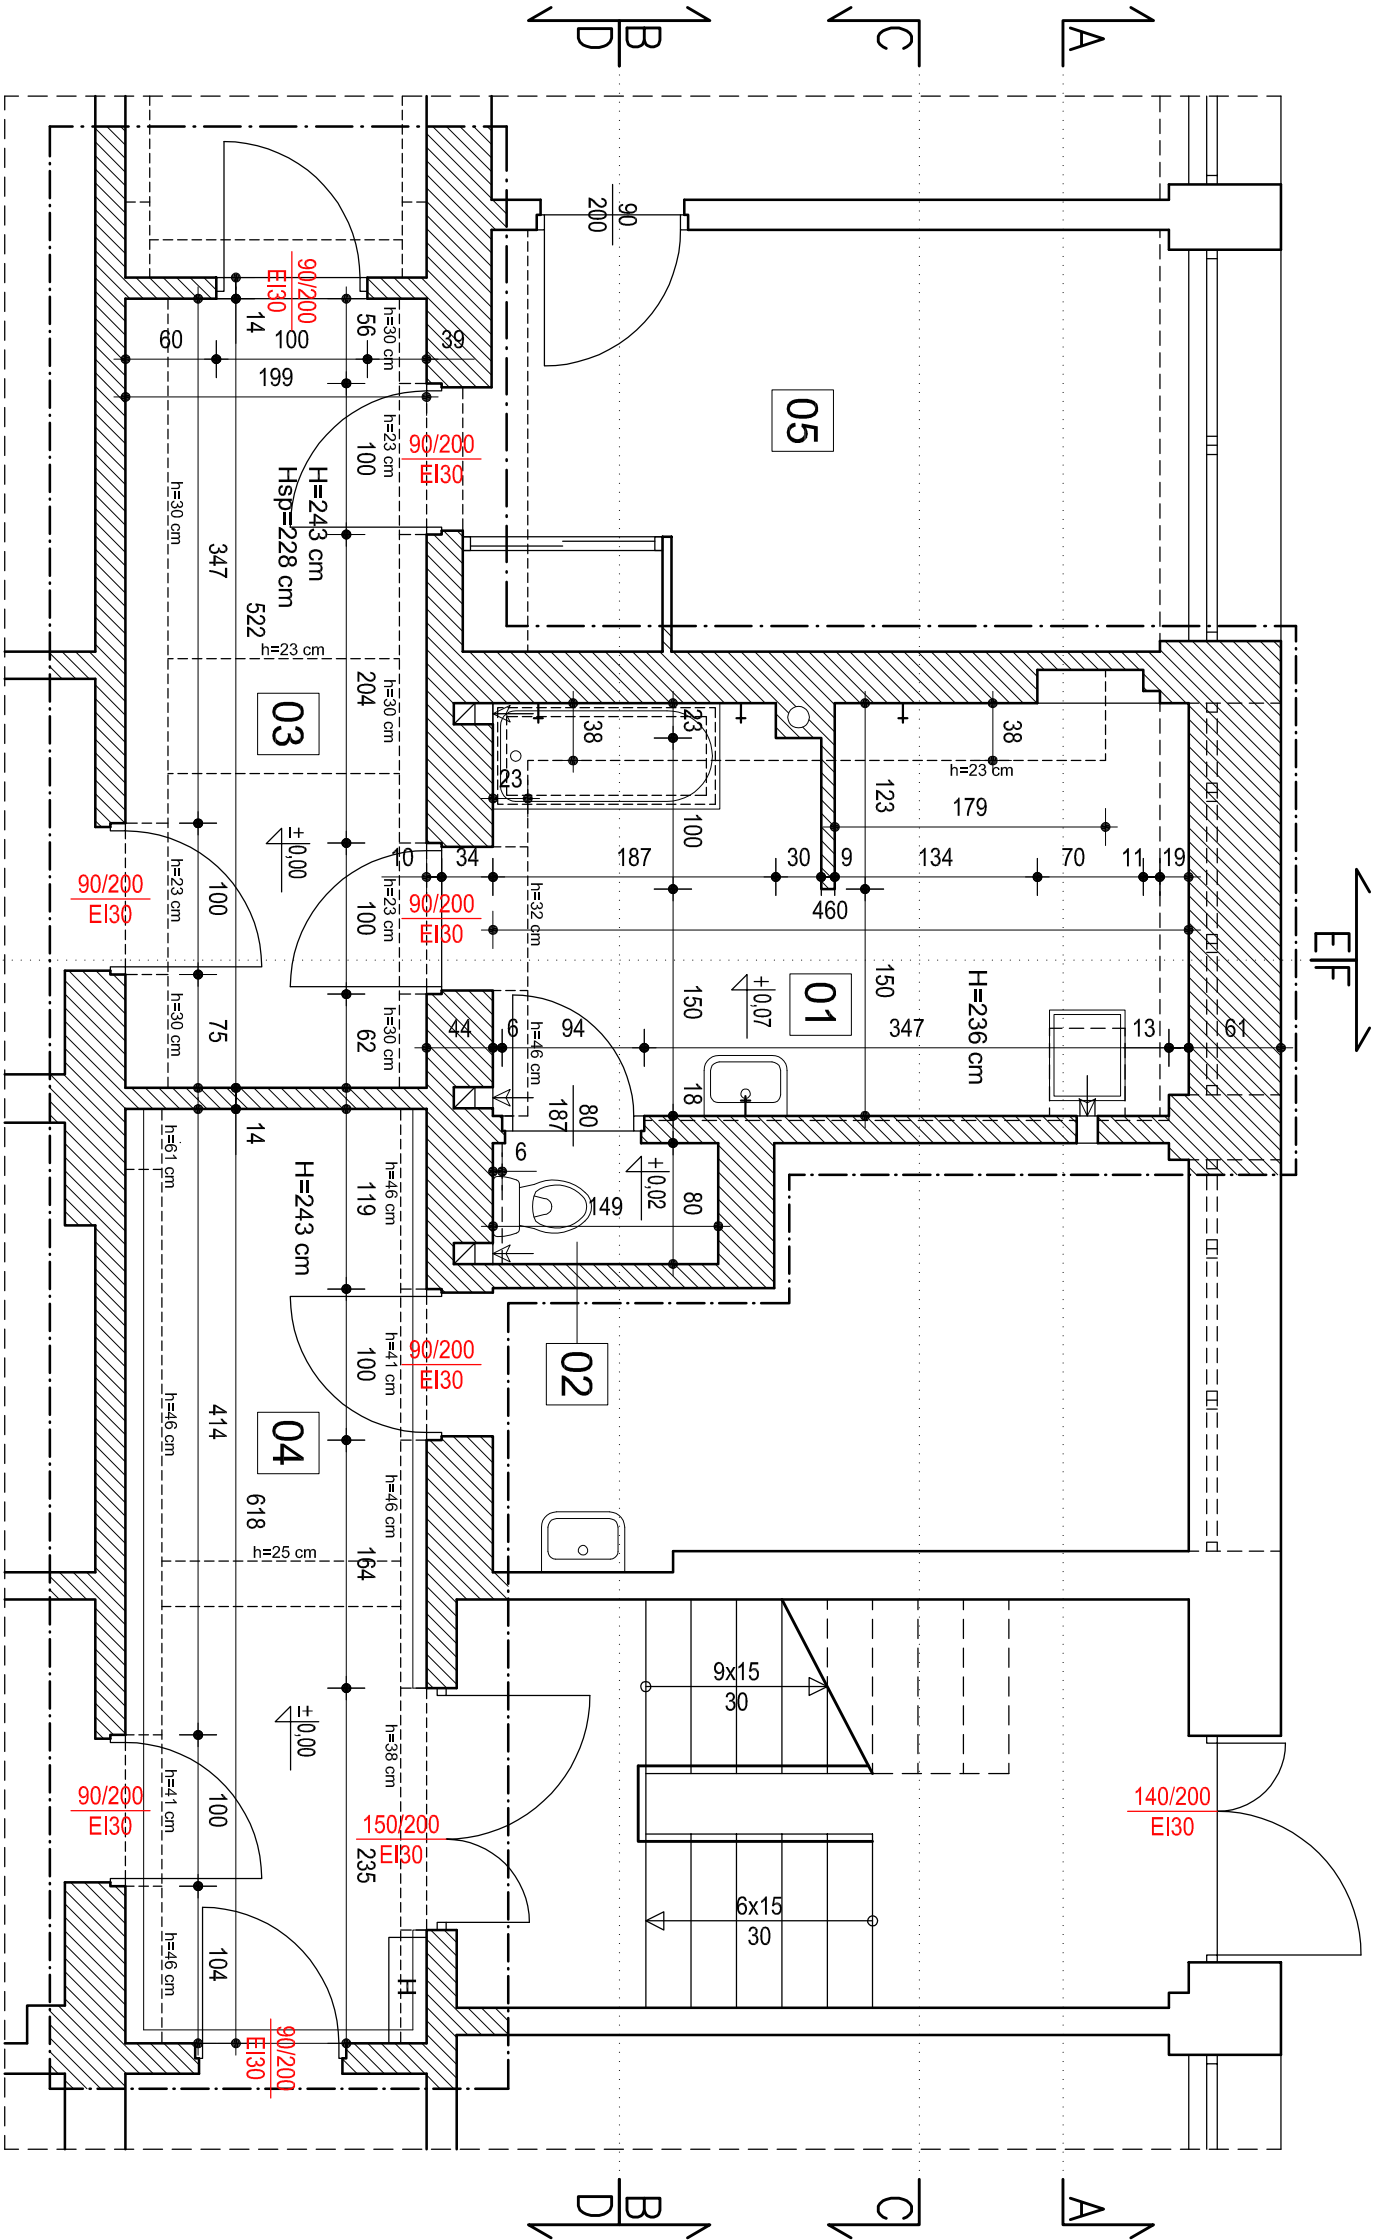 D
B
C
A
90
200
90/200
EI30
14
h=30 cm
56
60
100
39
199
05
h=23 cm
100
90/200
EI30
H=243 cm
Hsp=228 cm
h=30 cm
347
522
h=23 cm
h=30 cm
204
03
23
38
38
23
h=23 cm
123
179
100
±0,00
10
34
187
30
9
134
70
11
19
90/200
EI30
h=23 cm
100
100
h=23 cm
90/200
EI30
h=32 cm
460
E
F
+0,07
01
150
150
H=236 cm
h=30 cm
75
62
h=30 cm
44
6
94
h=46 cm
347
13
61
18
80
187
14
h=61 cm
H=243 cm
119
h=46 cm
6
+0,02
149
80
02
h=41 cm
100
90/200
EI30
h=46 cm
414
04
618
h=46 cm
h=25 cm
164
9x15
30
±0,00
h=38 cm
90/200
EI30
h=41 cm
100
150/200
EI30
235
140/200
EI30
6x15
30
h=46 cm
104
H
90/200
EI30
D
B
C
A